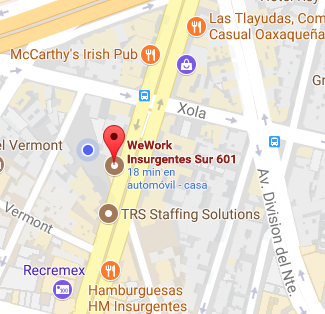 Las Tlayudas, Com
Casual Oaxaqueña
McCarthy's Irish Pub
Xola
el Vermont
WeWork
Insurgentes Sur 601
18 min en
automóvil - casa
Av. Division del Nte.
Vermont
TRS Staffing Solutions
Recremex
Hamburguesas
HM Insurgentes